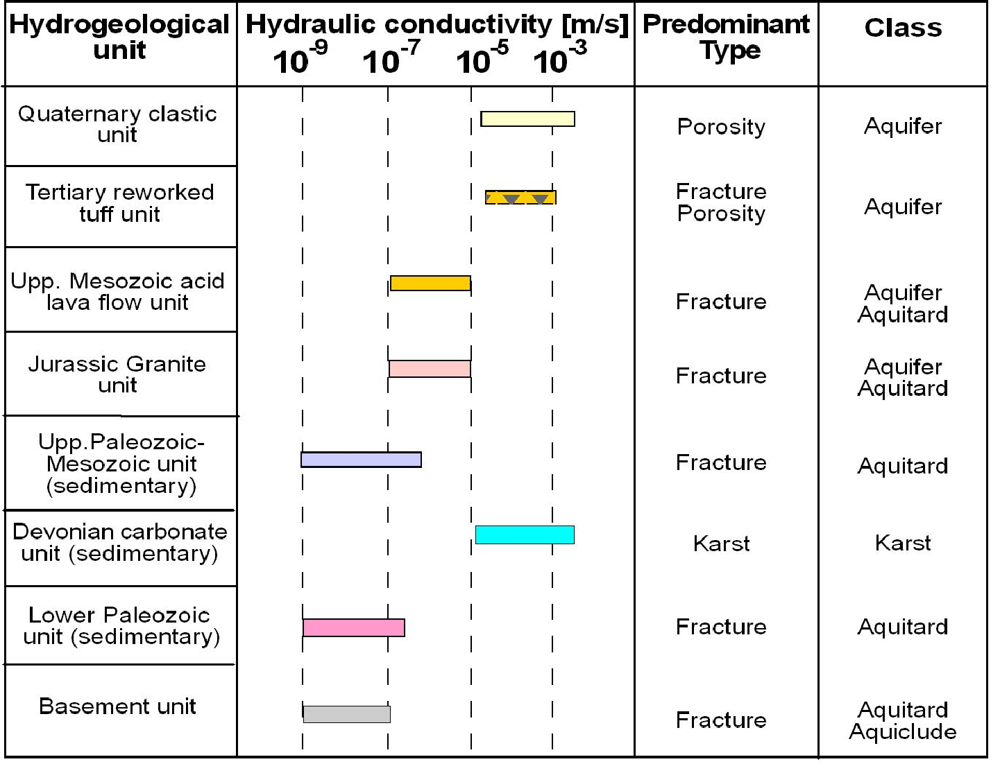 Hydrogeological
unit
Hydraulic conductivity [m/s]
10-9 10-7 10-5 10-3
Predominant
Type
Class
Quaternary clastic
unit
Porosity
Aquifer
Tertiary reworked
tuff unit
Fracture
Porosity
Aquifer
Upp. Mesozoic acid
lava flow unit
Fracture
Aquifer
Aquitard
Jurassic Granite
unit
Fracture
Aquifer
Aquitard
Upp.Paleozoic-
Mesozoic unit
(sedimentary)
Fracture
Aquitard
Devonian carbonate
unit (sedimentary)
Karst
Karst
Lower Paleozoic
unit (sedimentary)
Fracture
Aquitard
Basement unit
Fracture
Aquitard
Aquiclude